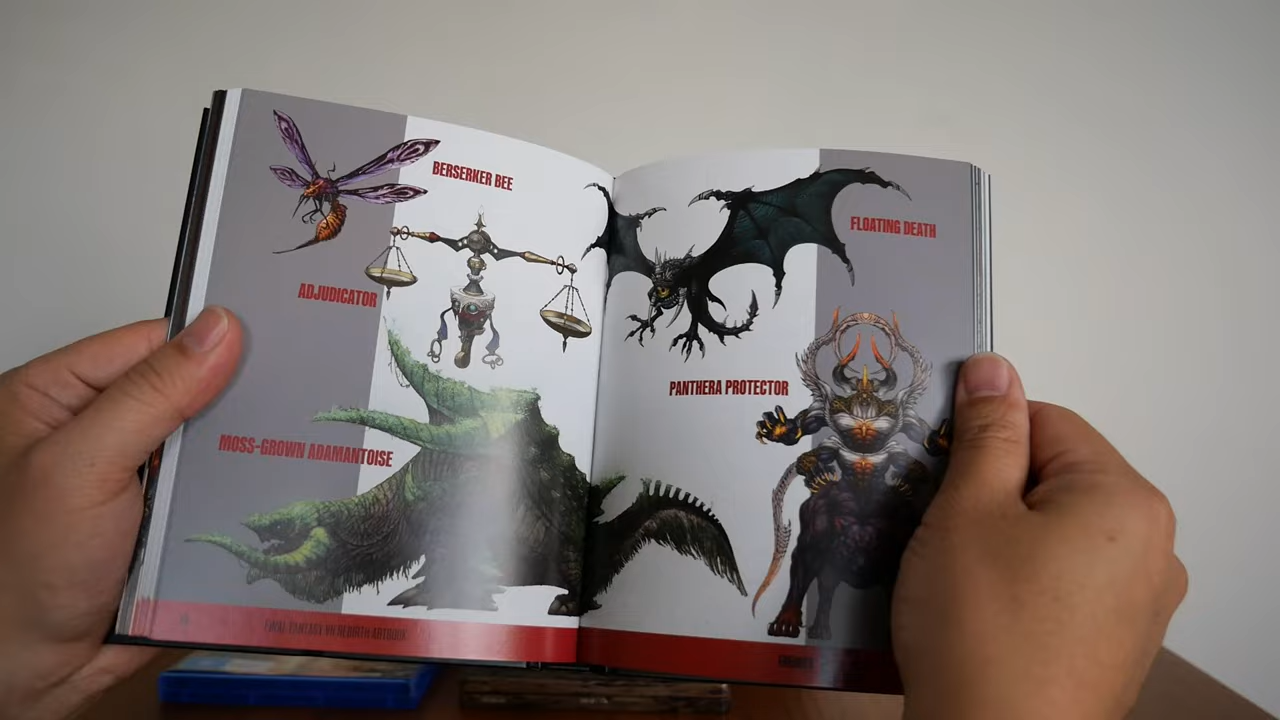 BERSERKER BEE
ADJUDICATOR
MOSS-GROWN ADAMANTOISE
FINAL FANTASY VII REBIRTH ARTBOOK
FLOATING DEATH
PANTHERA PROTECTOR